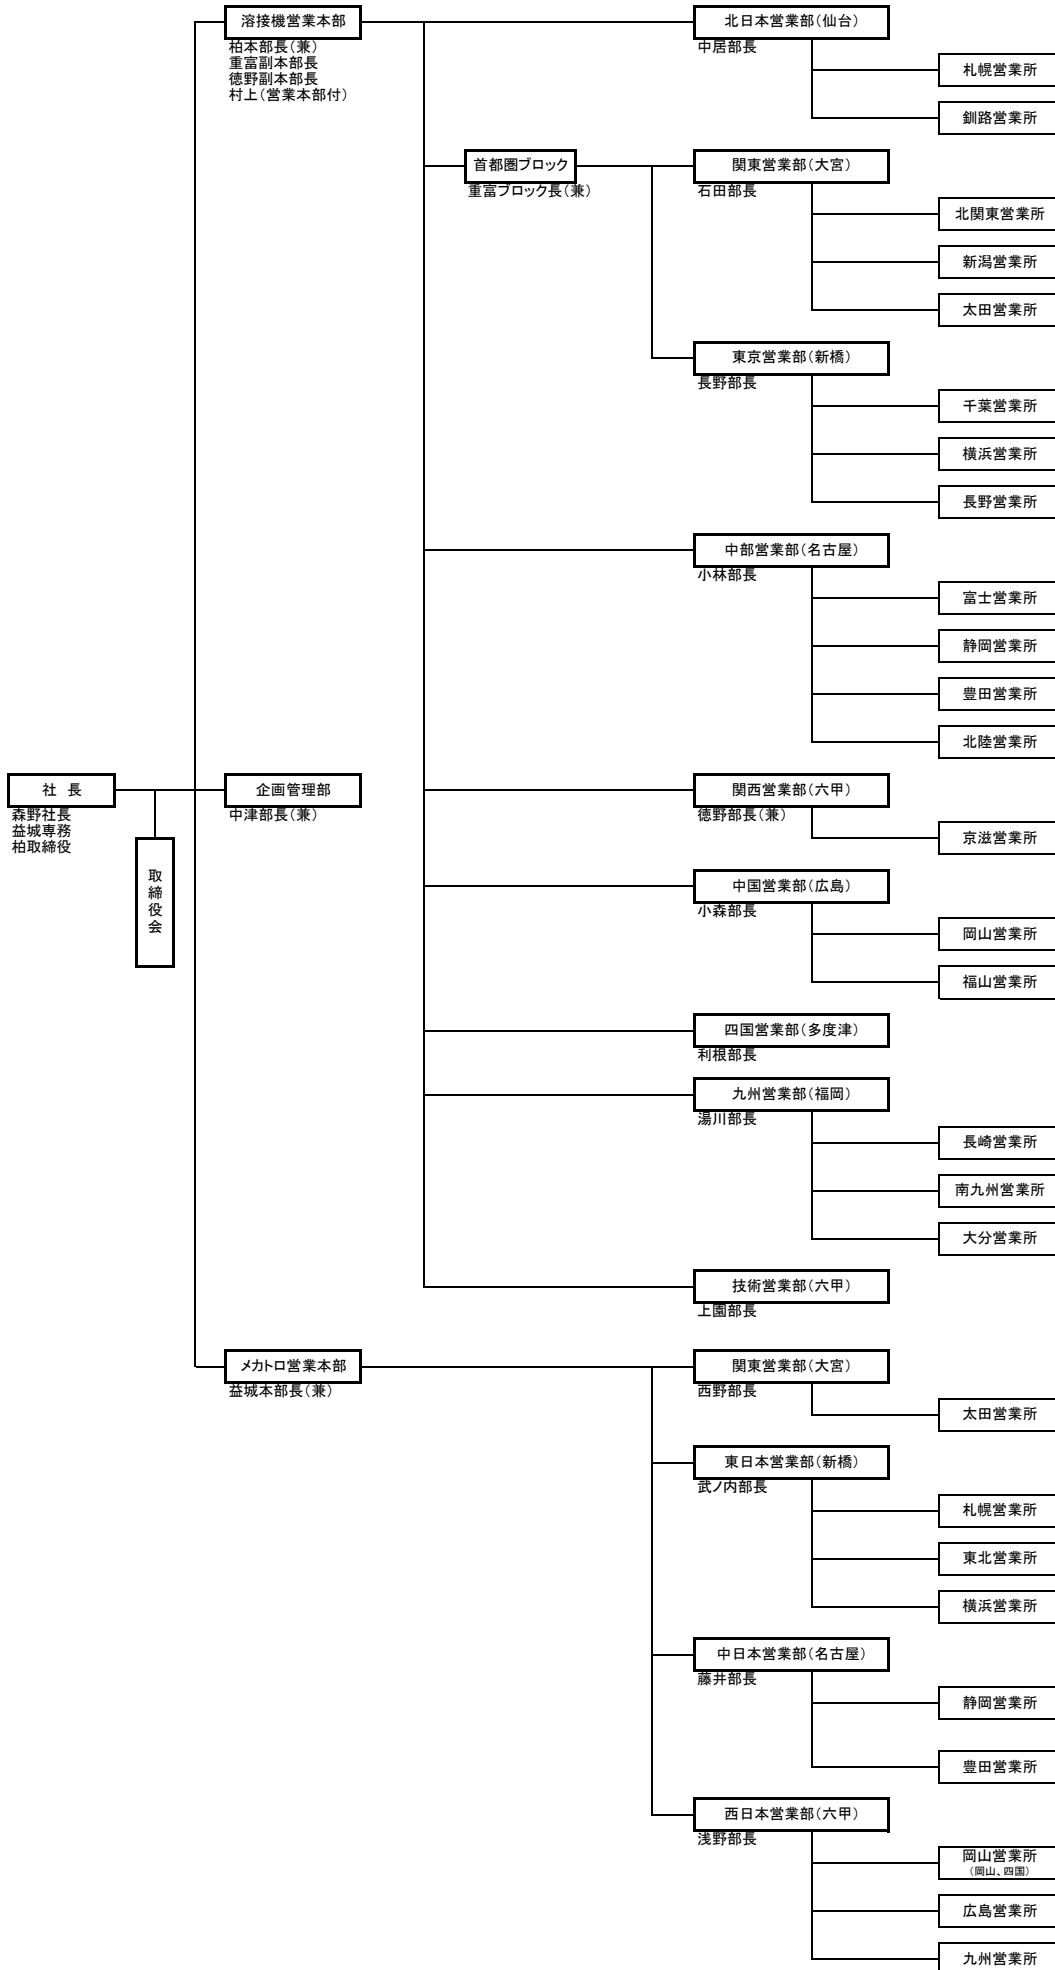 溶接機営業本部
柏本部長（兼）
重富副本部長
徳野副本部長
村上（営業本部付）
北日本営業部（仙台）
中居部長
札幌営業所
釧路営業所
首都圏ブロック
重富ブロック長（兼）
関東営業部（大宮）
石田部長
北関東営業所
新潟営業所
太田営業所
東京営業部（新橋）
長野部長
千葉営業所
横浜営業所
長野営業所
中部営業部（名古屋）
小林部長
富士営業所
静岡営業所
豊田営業所
北陸営業所
社　長
森野社長
益城専務
柏取締役
取締役会
企画管理部
中津部長（兼）
関西営業部（六甲）
徳野部長（兼）
京滋営業所
中国営業部（広島）
小森部長
岡山営業所
福山営業所
四国営業部（多度津）
利根部長
九州営業部（福岡）
湯川部長
長崎営業所
南九州営業所
大分営業所
技術営業部（六甲）
上園部長
メカトロ営業本部
益城本部長（兼）
関東営業部（大宮）
西野部長
太田営業所
東日本営業部（新橋）
武ノ内部長
札幌営業所
東北営業所
横浜営業所
中日本営業部（名古屋）
藤井部長
静岡営業所
豊田営業所
西日本営業部（六甲）
浅野部長
岡山営業所
（岡山、四国）
広島営業所
九州営業所